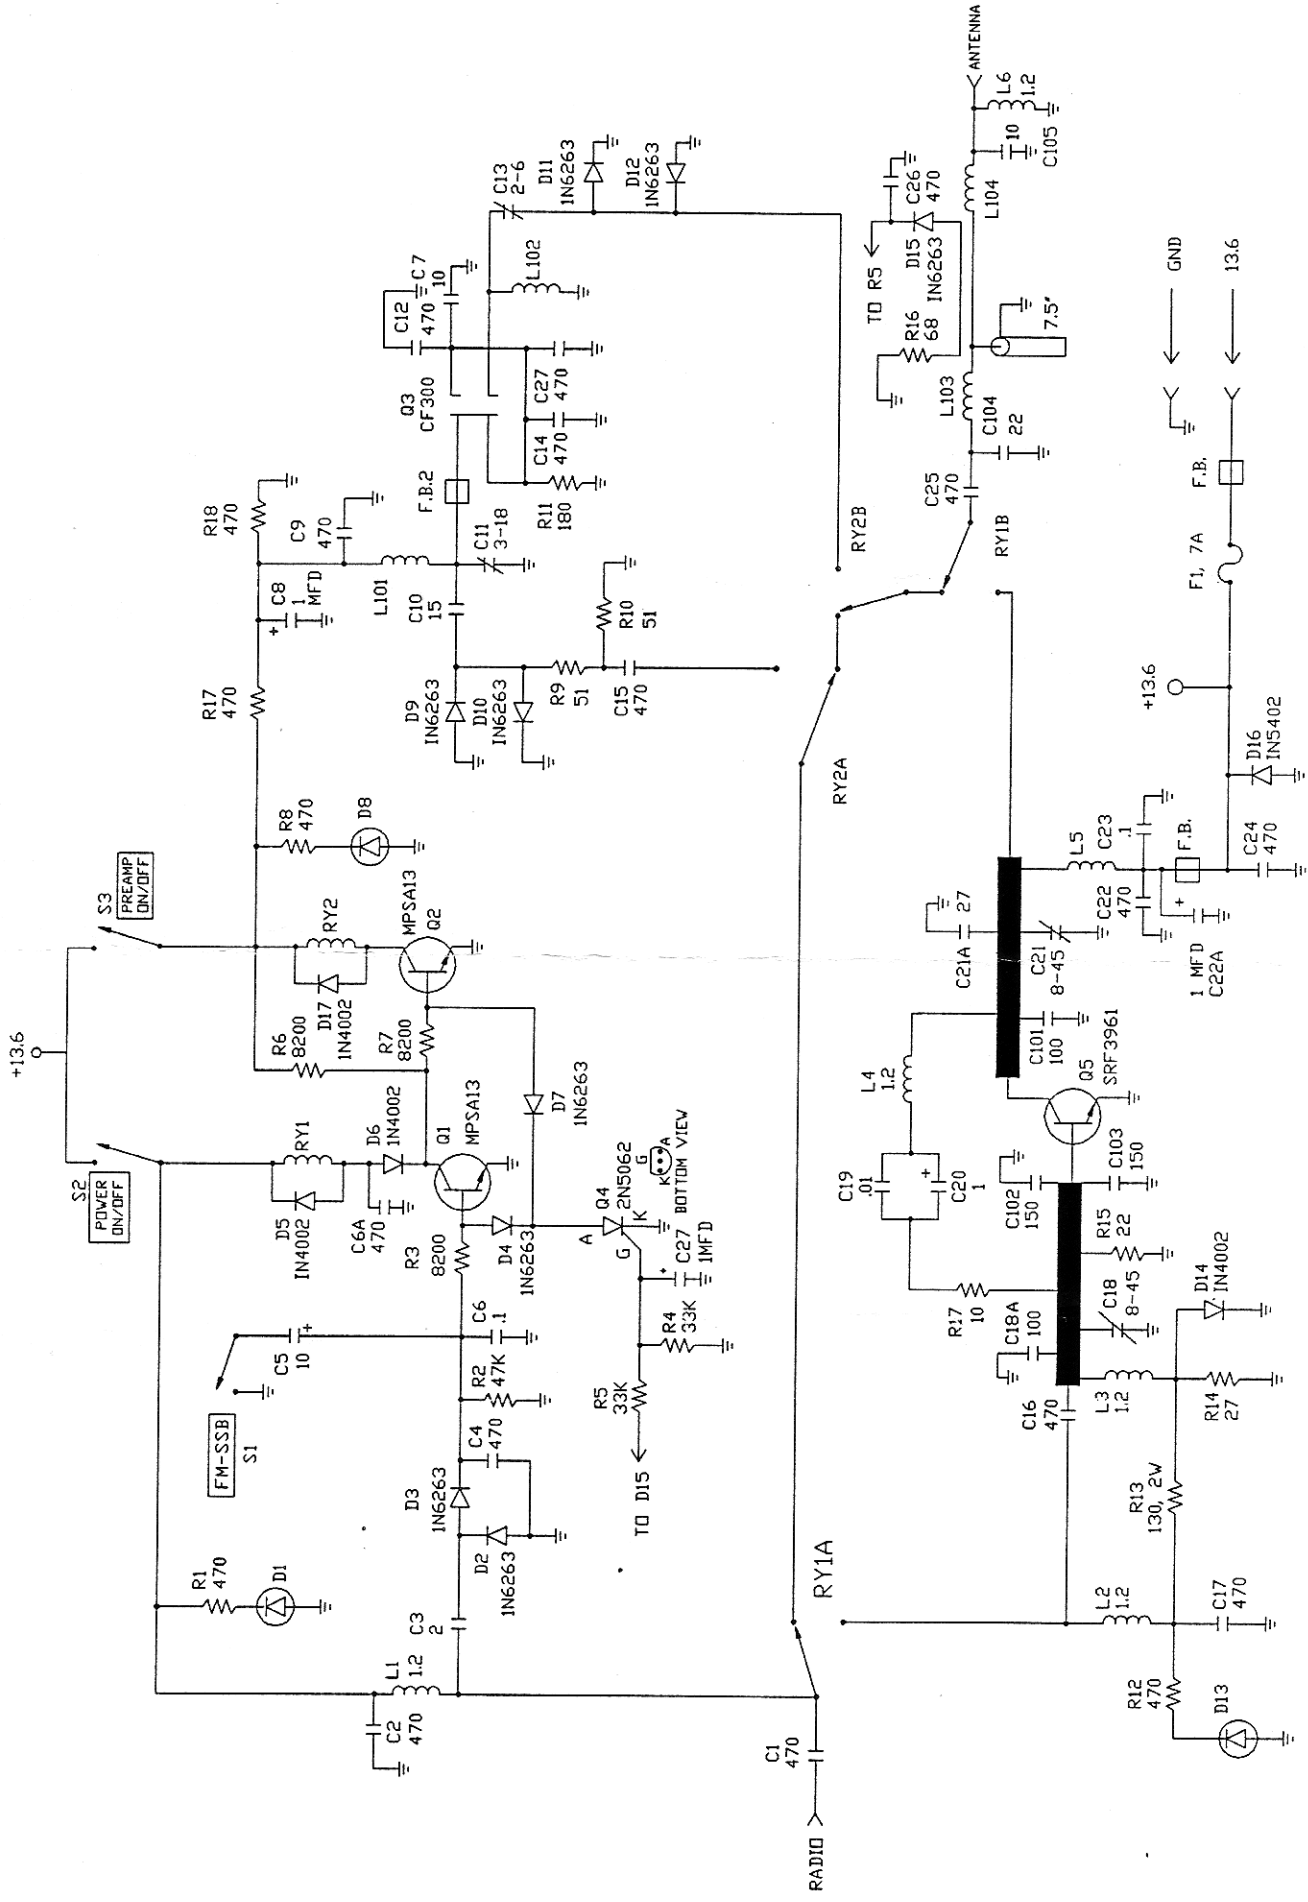 +13.6
S2
POWER
ON/OFF
S3
PREAMP
ON/OFF
R1
470
D1
FM-SSB
S1
C5
10
+
D5
1N4002
RY1
C6A
470
D6
1N4002
R6
8200
D17
1N4002
RY2
R7
8200
MPSA13
Q2
R8
470
D8
R17
470
R18
470
C8
1
MFD
+
C9
470
L101
C2
470
L1
1.2
C3
2
D2
1N6263
D3
1N6263
C4
470
R2
47K
C6
.1
R3
8200
Q1
MPSA13
D4
1N6263
D7
1N6263
A
Q4
2N5062
G
K
K
G
A
BOTTOM VIEW
C27
1MFD
+
R4
33K
R5
33K
TO D15
D9
1N6263
D10
1N6263
C10
15
C11
3-18
F.B.2
Q3
CF300
C12
470
C7
10
R9
51
R10
51
C15
470
R11
180
C14
470
C27
470
L102
C13
2-6
D11
1N6263
D12
1N6263
RADIO
C1
470
RY1A
RY2A
RY2B
RY1B
C25
470
C104
22
L103
R16
68
TO R5
D15
1N6263
C26
470
7.5"
L104
10
C105
L6
1.2
ANTENNA
L4
1.2
C19
.01
C20
1
+
R17
10
C21A
27
C21
8-45
C101
100
Q5
SRF3961
C102
150
C103
150
R15
22
C18
8-45
C18A
100
C16
470
L3
1.2
D14
1N4002
R14
27
R13
130, 2W
L2
1.2
C17
470
R12
470
D13
L5
C22
470
C23
.1
+
1 MFD
C22A
F.B.
C24
470
D16
1N5402
+13.6
F1, 7A
F.B.
GND
13.6